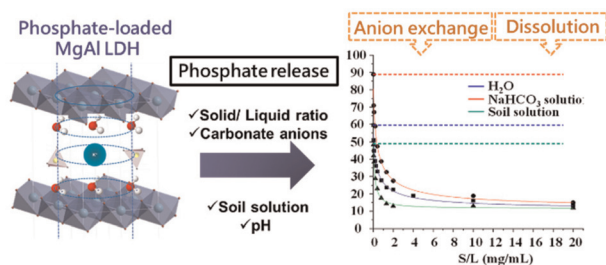 Phosphate-loaded
MgAl LDH
Phosphate release
✓Solid/ Liquid ratio
✓Carbonate anions
✓Soil solution
✓pH
Anion exchange
Dissolution
100
90
80
70
60
50
40
30
20
10
0
H₂O
NaHCO₃ solutio
Soil solution
0 2 4 6 8 10 12 14 16 18 20
S/L (mg/mL)